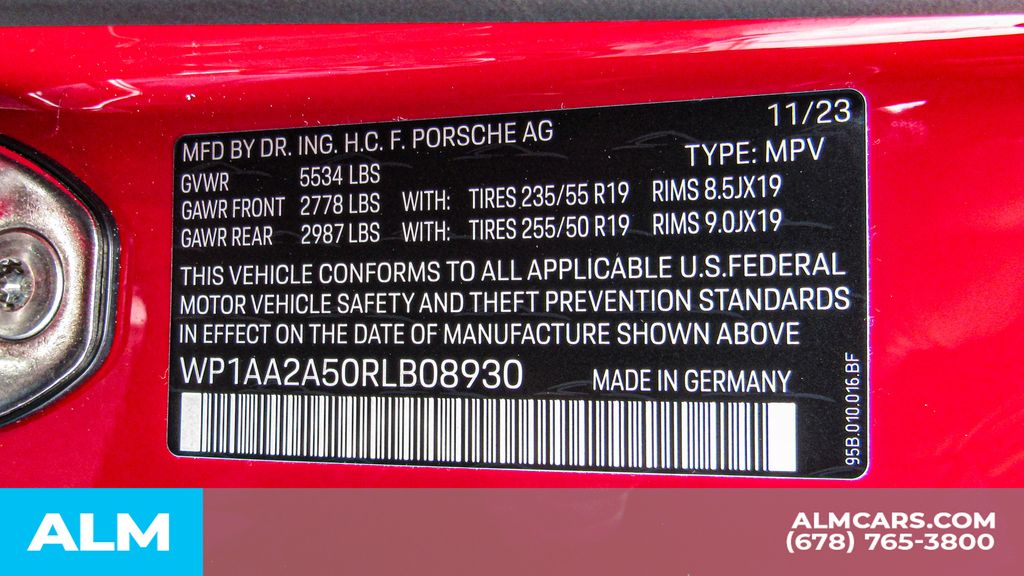 11/23
MFD BY DR. ING. H.C. F. PORSCHE AG
TYPE: MPV
GVWR 5534 LBS
GAWR FRONT 2778 LBS WITH: TIRES 235/55 R19 RIMS 8.5JX19
GAWR REAR 2987 LBS WITH: TIRES 255/50 R19 RIMS 9.0JX19
THIS VEHICLE CONFORMS TO ALL APPLICABLE U.S.FEDERAL
MOTOR VEHICLE SAFETY AND THEFT PREVENTION STANDARDS
IN EFFECT ON THE DATE OF MANUFACTURE SHOWN ABOVE
WP1AA2A50RLB08930 MADE IN GERMANY
95B.010.016.BF
ALM
ALMCARS.COM
(678) 765-3800